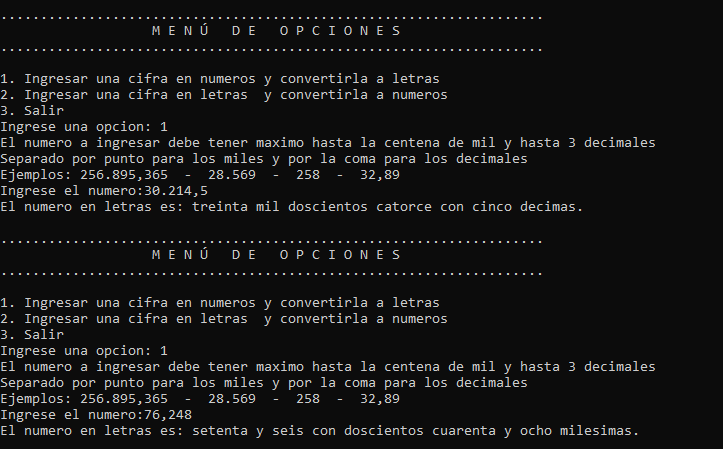 ....................................................................
M E N Ú   D E   O P C I O N E S
....................................................................
1. Ingresar una cifra en numeros y convertirla a letras
2. Ingresar una cifra en letras  y convertirla a numeros
3. Salir
Ingrese una opcion: 1
El numero a ingresar debe tener maximo hasta la centena de mil y hasta 3 decimales
Separado por punto para los miles y por la coma para los decimales
Ejemplos: 256.895,365  -  28.569  -  258  -  32,89
Ingrese el numero:30.214,5
El numero en letras es: treinta mil doscientos catorce con cinco decimas.
....................................................................
M E N Ú   D E   O P C I O N E S
....................................................................
1. Ingresar una cifra en numeros y convertirla a letras
2. Ingresar una cifra en letras  y convertirla a numeros
3. Salir
Ingrese una opcion: 1
El numero a ingresar debe tener maximo hasta la centena de mil y hasta 3 decimales
Separado por punto para los miles y por la coma para los decimales
Ejemplos: 256.895,365  -  28.569  -  258  -  32,89
Ingrese el numero:76,248
El numero en letras es: setenta y seis con doscientos cuarenta y ocho milesimas.